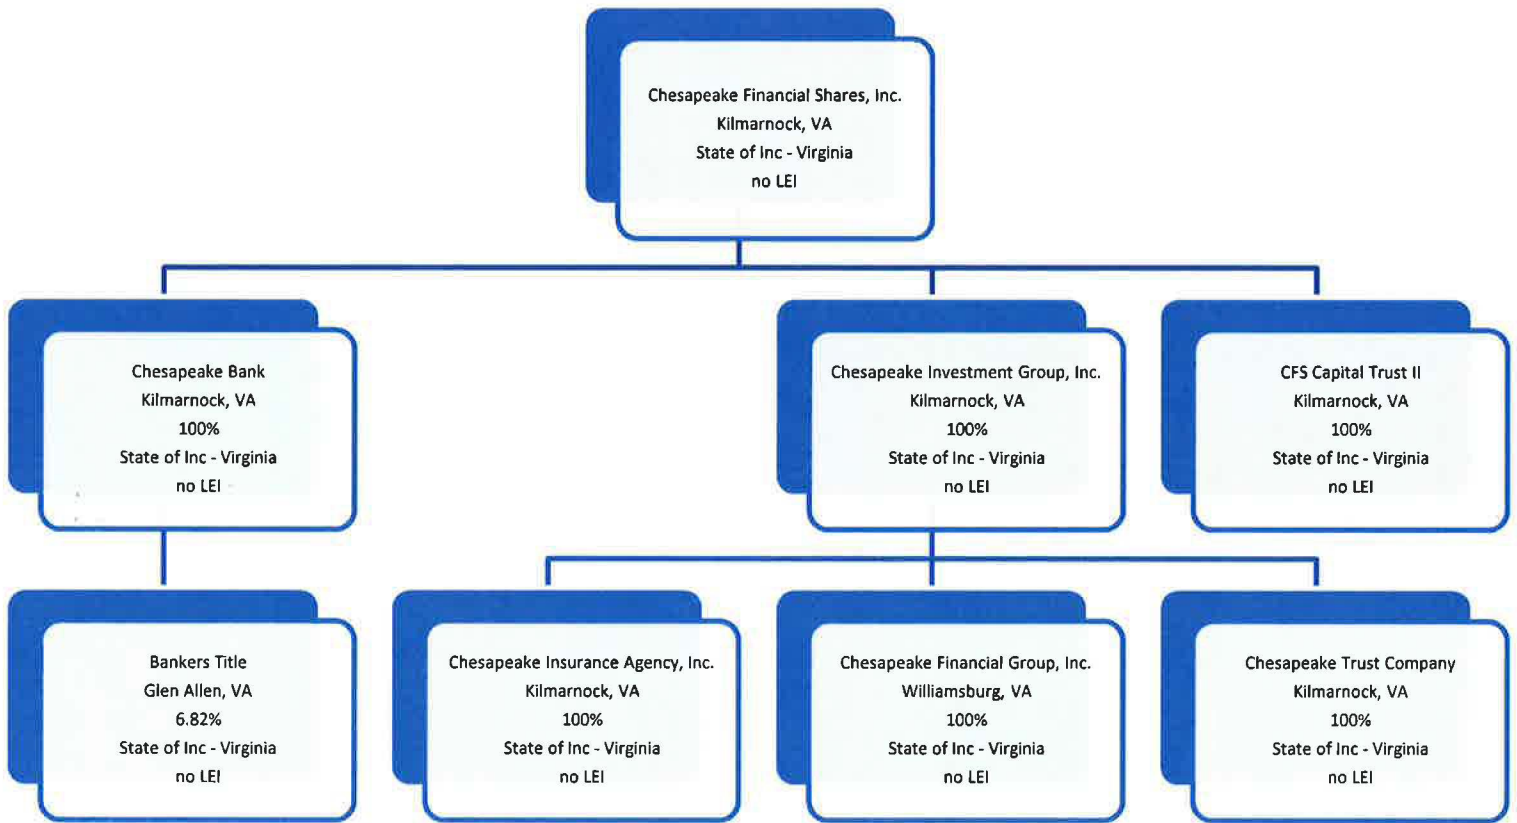 Chesapeake Financial Shares, Inc.
Kilmarnock, VA
State of Inc - Virginia
no LEI
Chesapeake Bank
Kilmarnock, VA
100%
State of Inc - Virginia
no LEI
Chesapeake Investment Group, Inc.
Kilmarnock, VA
100%
State of Inc - Virginia
no LEI
CFS Capital Trust II
Kilmarnock, VA
100%
State of Inc - Virginia
no LEI
Bankers Title
Glen Allen, VA
6.82%
State of Inc - Virginia
no LEI
Chesapeake Insurance Agency, Inc.
Kilmarnock, VA
100%
State of Inc - Virginia
no LEI
Chesapeake Financial Group, Inc.
Williamsburg, VA
100%
State of Inc - Virginia
no LEI
Chesapeake Trust Company
Kilmarnock, VA
100%
State of Inc - Virginia
no LEI